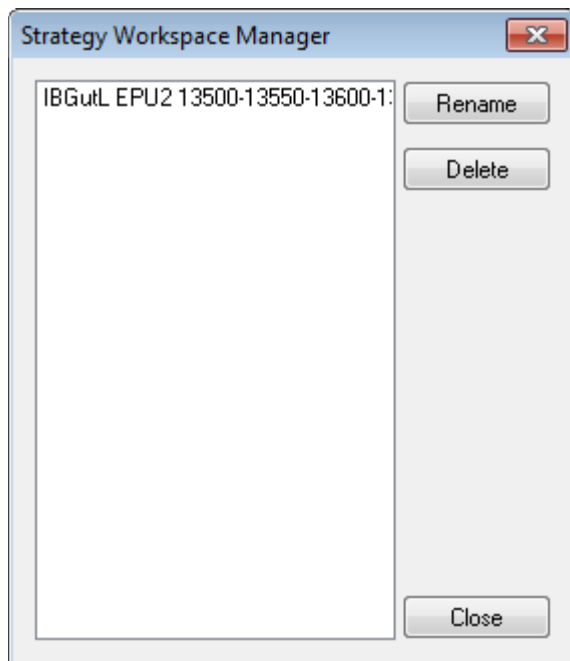 Strategy Workspace Manager
IBGutL EPU2 13500-13550-13600-1
Rename
Delete
Close